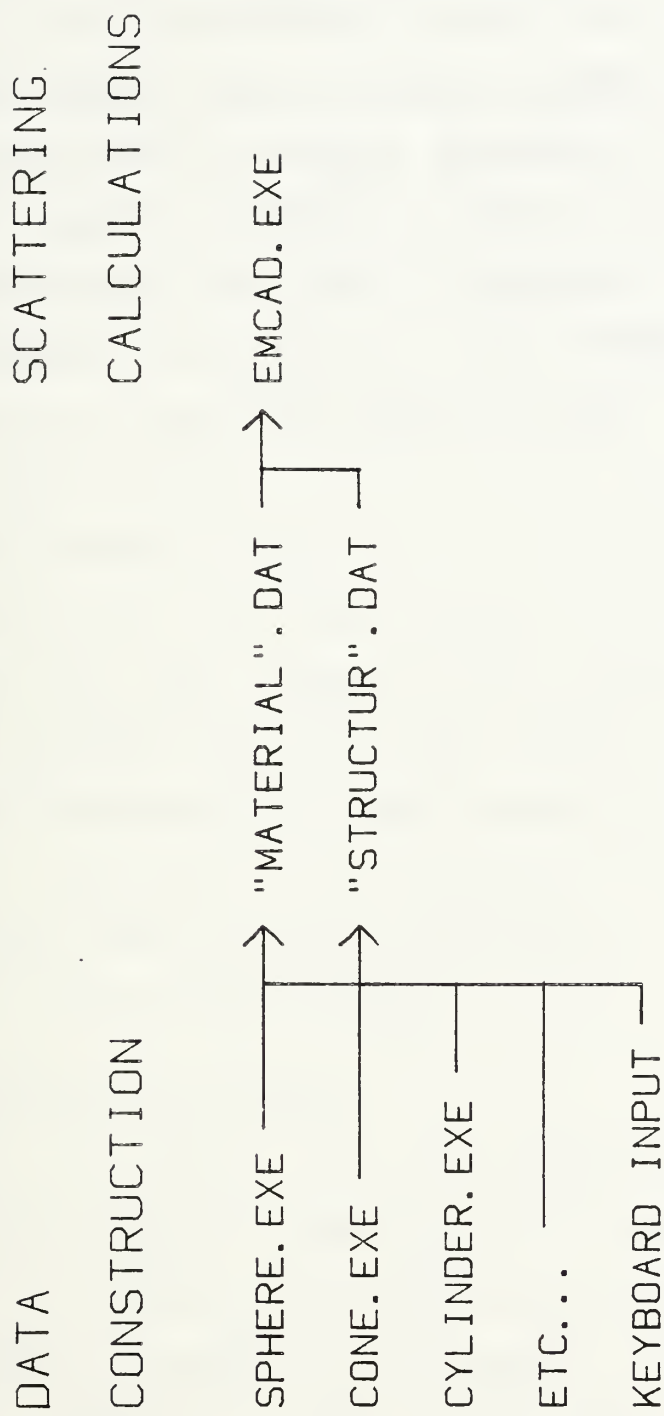 DATA
CONSTRUCTION
SCATTERING.
CALCULATIONS
SPHERE.EXE
"MATERIAL".DAT
EMCAD.EXE
CONE.EXE
"STRUCTUR".DAT
CYLINDER.EXE
ETC...
KEYBOARD INPUT